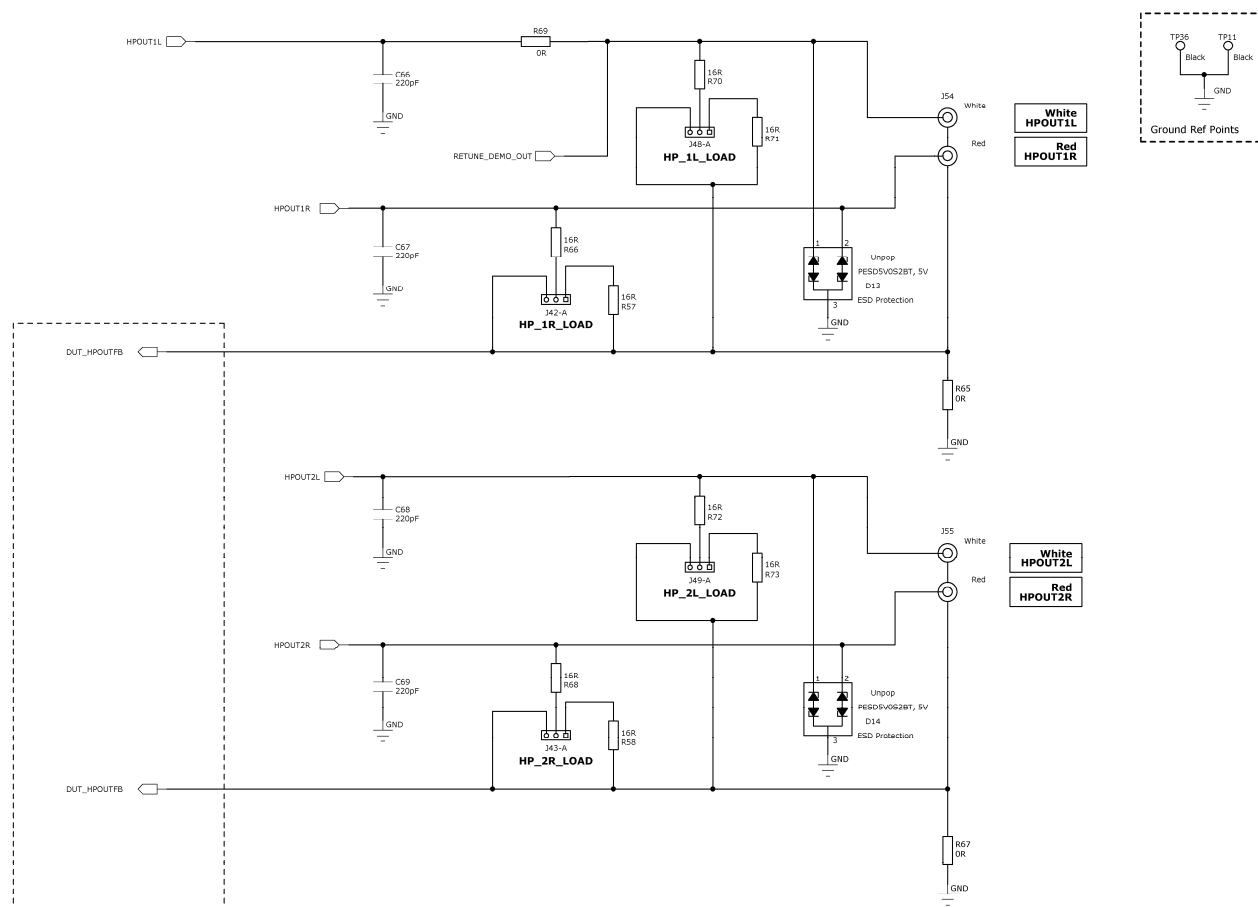 HPOUT1L
R69
0R
C66
220pF
GND
16R
R70
16R
R71
J48-A
HP_1L_LOAD
RETUNE_DEMO_OUT
J54
White
Red
White
HPOUT1L
Red
HPOUT1R
TP36
TP11
Black
Black
GND
Ground Ref Points
HPOUT1R
C67
220pF
GND
16R
R66
16R
R57
J42-A
HP_1R_LOAD
1
2
3
Unpop
PESD5V0S2BT, 5V
D13
ESD Protection
GND
DUT_HPOUTFB
R65
0R
GND
HPOUT2L
C68
220pF
GND
16R
R72
16R
R73
J49-A
HP_2L_LOAD
J55
White
Red
White
HPOUT2L
Red
HPOUT2R
HPOUT2R
C69
220pF
GND
16R
R68
16R
R58
J43-A
HP_2R_LOAD
1
2
3
Unpop
PESD5V0S2BT, 5V
D14
ESD Protection
GND
DUT_HPOUTFB
R67
0R
GND